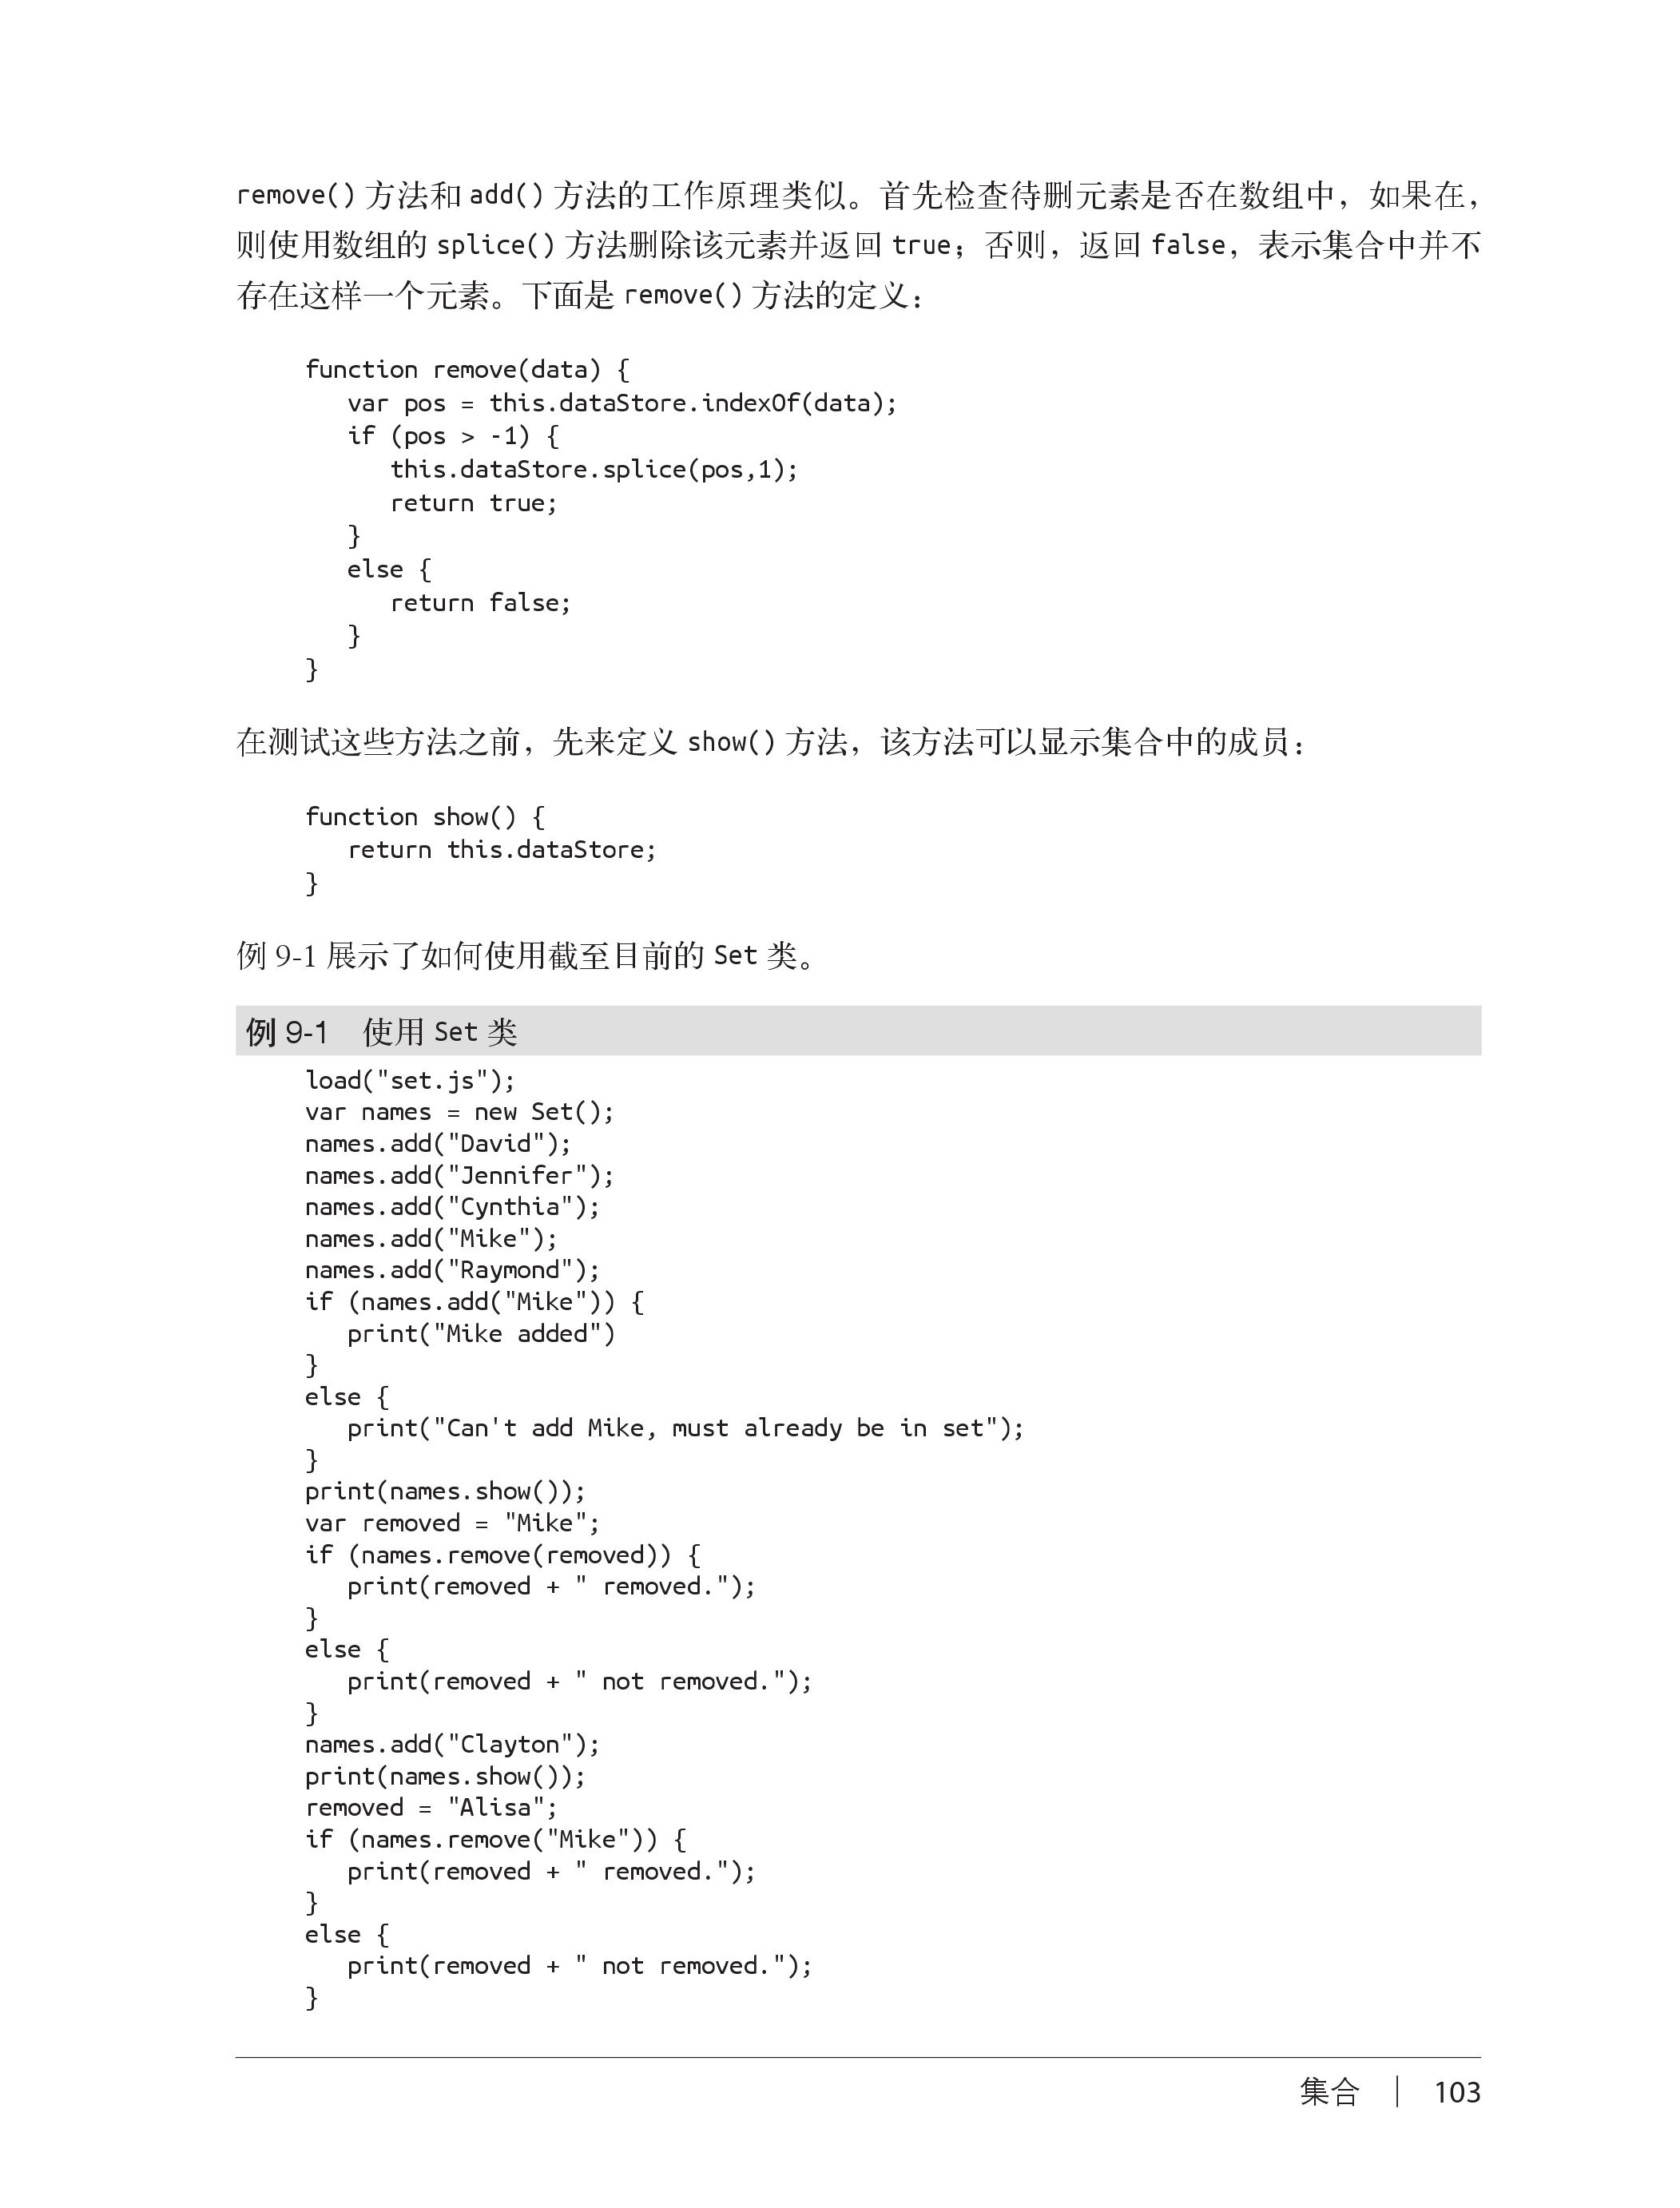 remove() 方法和 add() 方法的工作原理类似。首先检查待删元素是否在数组中，如果在，
则使用数组的 splice() 方法删除该元素并返回 true；否则，返回 false，表示集合中并不
存在这样一个元素。下面是 remove() 方法的定义：
function remove(data) {
   var pos = this.dataStore.indexOf(data);
   if (pos > -1) {
      this.dataStore.splice(pos,1);
      return true;
   }
   else {
      return false;
   }
}
在测试这些方法之前，先来定义 show() 方法，该方法可以显示集合中的成员：
function show() {
   return this.dataStore;
}
例 9-1 展示了如何使用截至目前的 Set 类。
例 9-1　使用 Set 类
load("set.js");
var names = new Set();
names.add("David");
names.add("Jennifer");
names.add("Cynthia");
names.add("Mike");
names.add("Raymond");
if (names.add("Mike")) {
   print("Mike added")
}
else {
   print("Can't add Mike, must already be in set");
}
print(names.show());
var removed = "Mike";
if (names.remove(removed)) {
   print(removed + " removed.");
}
else {
   print(removed + " not removed.");
}
names.add("Clayton");
print(names.show());
removed = "Alisa";
if (names.remove("Mike")) {
   print(removed + " removed.");
}
else {
   print(removed + " not removed.");
}
集合 ｜ 103